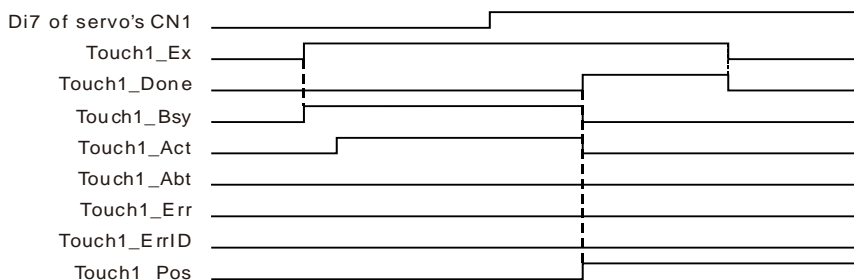 Di7 of servo's CN1
Touch1_Ex
Touch1_Done
Touch1_Bsy
Touch1_Act
Touch1_Abt
Touch1_Err
Touch1_ErrID
Touch1_Pos